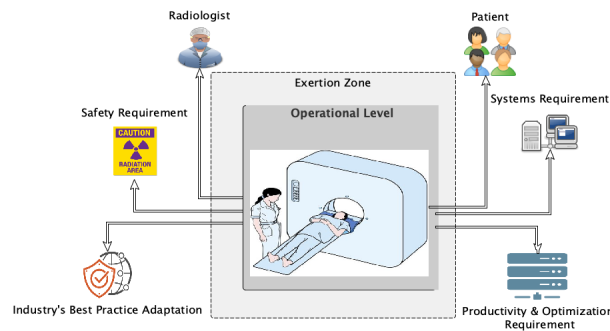 Radiologist
Patient
Exertion Zone
Systems Requirement
Safety Requirement
Operational Level
CAUTION
RADIATION
AREA
Industry's Best Practice Adaptation
Productivity & Optimization
Requirement